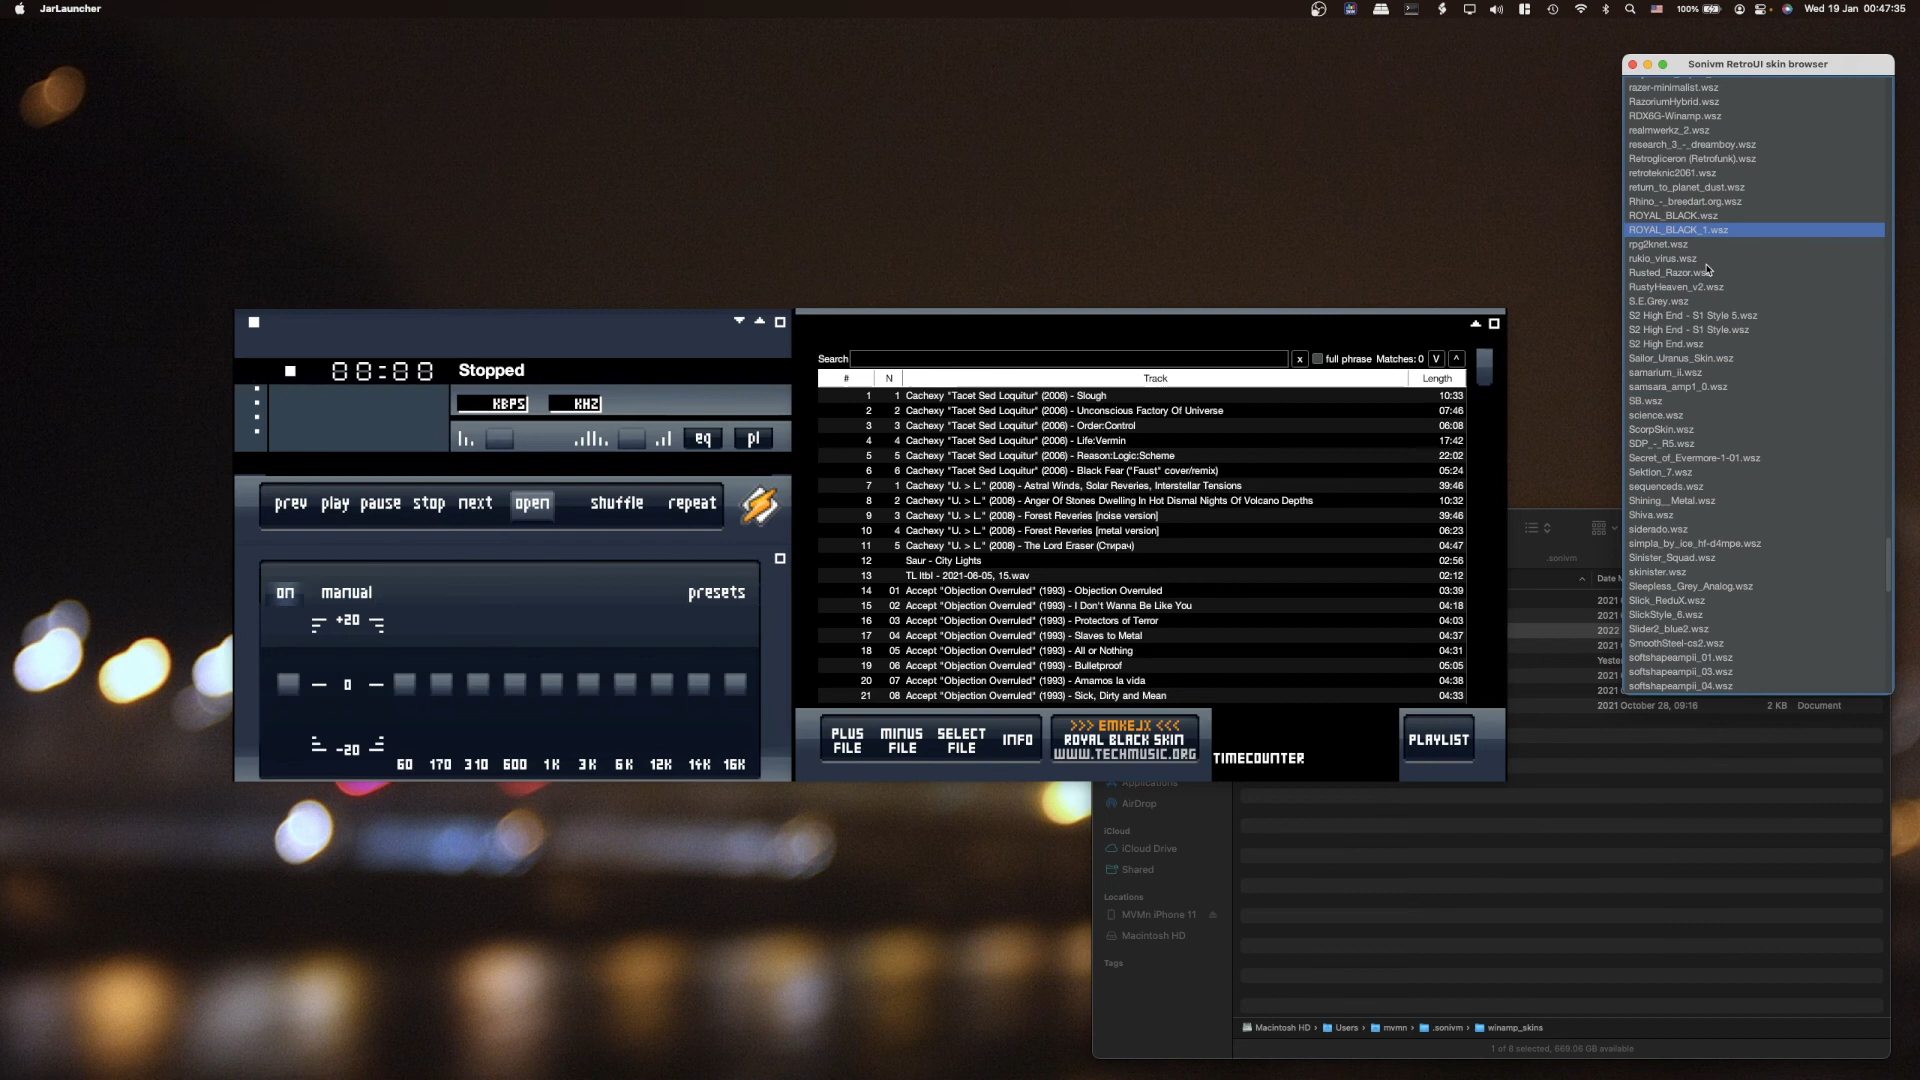 JarLauncher
100%
Wed 19 Jan 00:47:35
Sonivm RetroUI skin browser
razer-minimalist.wsz
RazoriumHybrid.wsz
RDX6G-Winamp.wsz
realmwerkz_2.wsz
research_3_-_dreamboy.wsz
Retrogliceron (Retrofunk).wsz
retroteknic2061.wsz
return_to_planet_dust.wsz
Rhino_-_breedart.org.wsz
ROYAL_BLACK.wsz
ROYAL_BLACK_1.wsz
rpg2knet.wsz
rukio_virus.wsz
Rusted_Razor.wsz
RustyHeaven_v2.wsz
S.E.Grey.wsz
S2 High End - S1 Style 5.wsz
S2 High End - S1 Style.wsz
S2 High End.wsz
Sailor_Uranus_Skin.wsz
samarium_ii.wsz
samsara_amp1_0.wsz
SB.wsz
science.wsz
ScorpSkin.wsz
SDP_-_R5.wsz
Secret_of_Evermore-1-01.wsz
Sektion_7.wsz
sequenceds.wsz
Shining__Metal.wsz
Shiva.wsz
siderado.wsz
simpla_by_ice_hf-d4mpe.wsz
Sinister_Squad.wsz
skinister.wsz
Sleepless_Grey_Analog.wsz
Slick_ReduX.wsz
SlickStyle_6.wsz
Slider2_blue2.wsz
SmoothSteel-cs2.wsz
softshapeampii_01.wsz
softshapeampii_03.wsz
softshapeampii_04.wsz
88:88 Stopped
KBPS KHZ
eq pl
prev play pause stop next open shuffle repeat
on manual presets
+20
0
-20
60 170 310 600 1K 3K 6K 12K 14K 16K
Search x full phrase Matches: 0 V ^
# N Track Length
1 1 Cachexy "Tacet Sed Loquitur" (2006) - Slough 10:33
2 2 Cachexy "Tacet Sed Loquitur" (2006) - Unconscious Factory Of Universe 07:46
3 3 Cachexy "Tacet Sed Loquitur" (2006) - Order:Control 06:08
4 4 Cachexy "Tacet Sed Loquitur" (2006) - Life:Vermin 17:42
5 5 Cachexy "Tacet Sed Loquitur" (2006) - Reason:Logic:Scheme 22:02
6 6 Cachexy "Tacet Sed Loquitur" (2006) - Black Fear ("Faust" cover/remix) 05:24
7 1 Cachexy "U. > L." (2008) - Astral Winds, Solar Reveries, Interstellar Tensions 39:46
8 2 Cachexy "U. > L." (2008) - Anger Of Stones Dwelling In Hot Dismal Nights Of Volcano Depths 10:32
9 3 Cachexy "U. > L." (2008) - Forest Reveries [noise version] 39:46
10 4 Cachexy "U. > L." (2008) - Forest Reveries [metal version] 06:23
11 5 Cachexy "U. > L." (2008) - The Lord Eraser (Стирач) 04:47
12 Saur - City Lights 02:56
13 TL ltbl - 2021-06-05, 15.wav 02:12
14 01 Accept "Objection Overruled" (1993) - Objection Overruled 03:39
15 02 Accept "Objection Overruled" (1993) - I Don't Wanna Be Like You 04:18
16 03 Accept "Objection Overruled" (1993) - Protectors of Terror 04:03
17 04 Accept "Objection Overruled" (1993) - Slaves to Metal 04:37
18 05 Accept "Objection Overruled" (1993) - All or Nothing 04:31
19 06 Accept "Objection Overruled" (1993) - Bulletproof 05:05
20 07 Accept "Objection Overruled" (1993) - Amamos la vida 04:38
21 08 Accept "Objection Overruled" (1993) - Sick, Dirty and Mean 04:33
PLUS FILE MINUS FILE SELECT FILE INFO
>>> EMKEJX <<<
ROYAL BLACK SKIN
WWW.TECHMUSIC.ORG
TIMECOUNTER
PLAYLIST
.sonivm
Date M
2021
2022
2021
Yeste
2021
2021
2021 October 28, 09:16 2 KB Document
Applications
AirDrop
iCloud
iCloud Drive
Shared
Locations
MVMn iPhone 11
Macintosh HD
Tags
Macintosh HD › Users › mvmn › .sonivm › winamp_skins
1 of 8 selected, 669.06 GB available